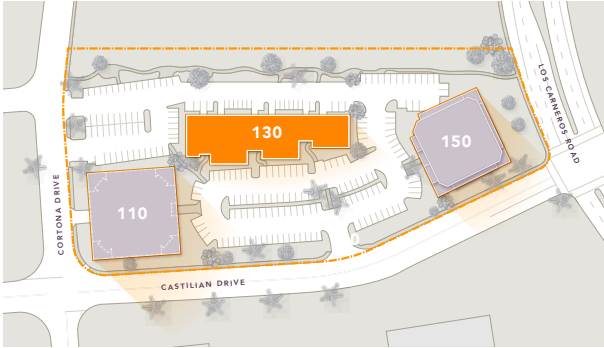 130
150
110
LOS CARNEROS ROAD
CORTONA DRIVE
CASTILIAN DRIVE